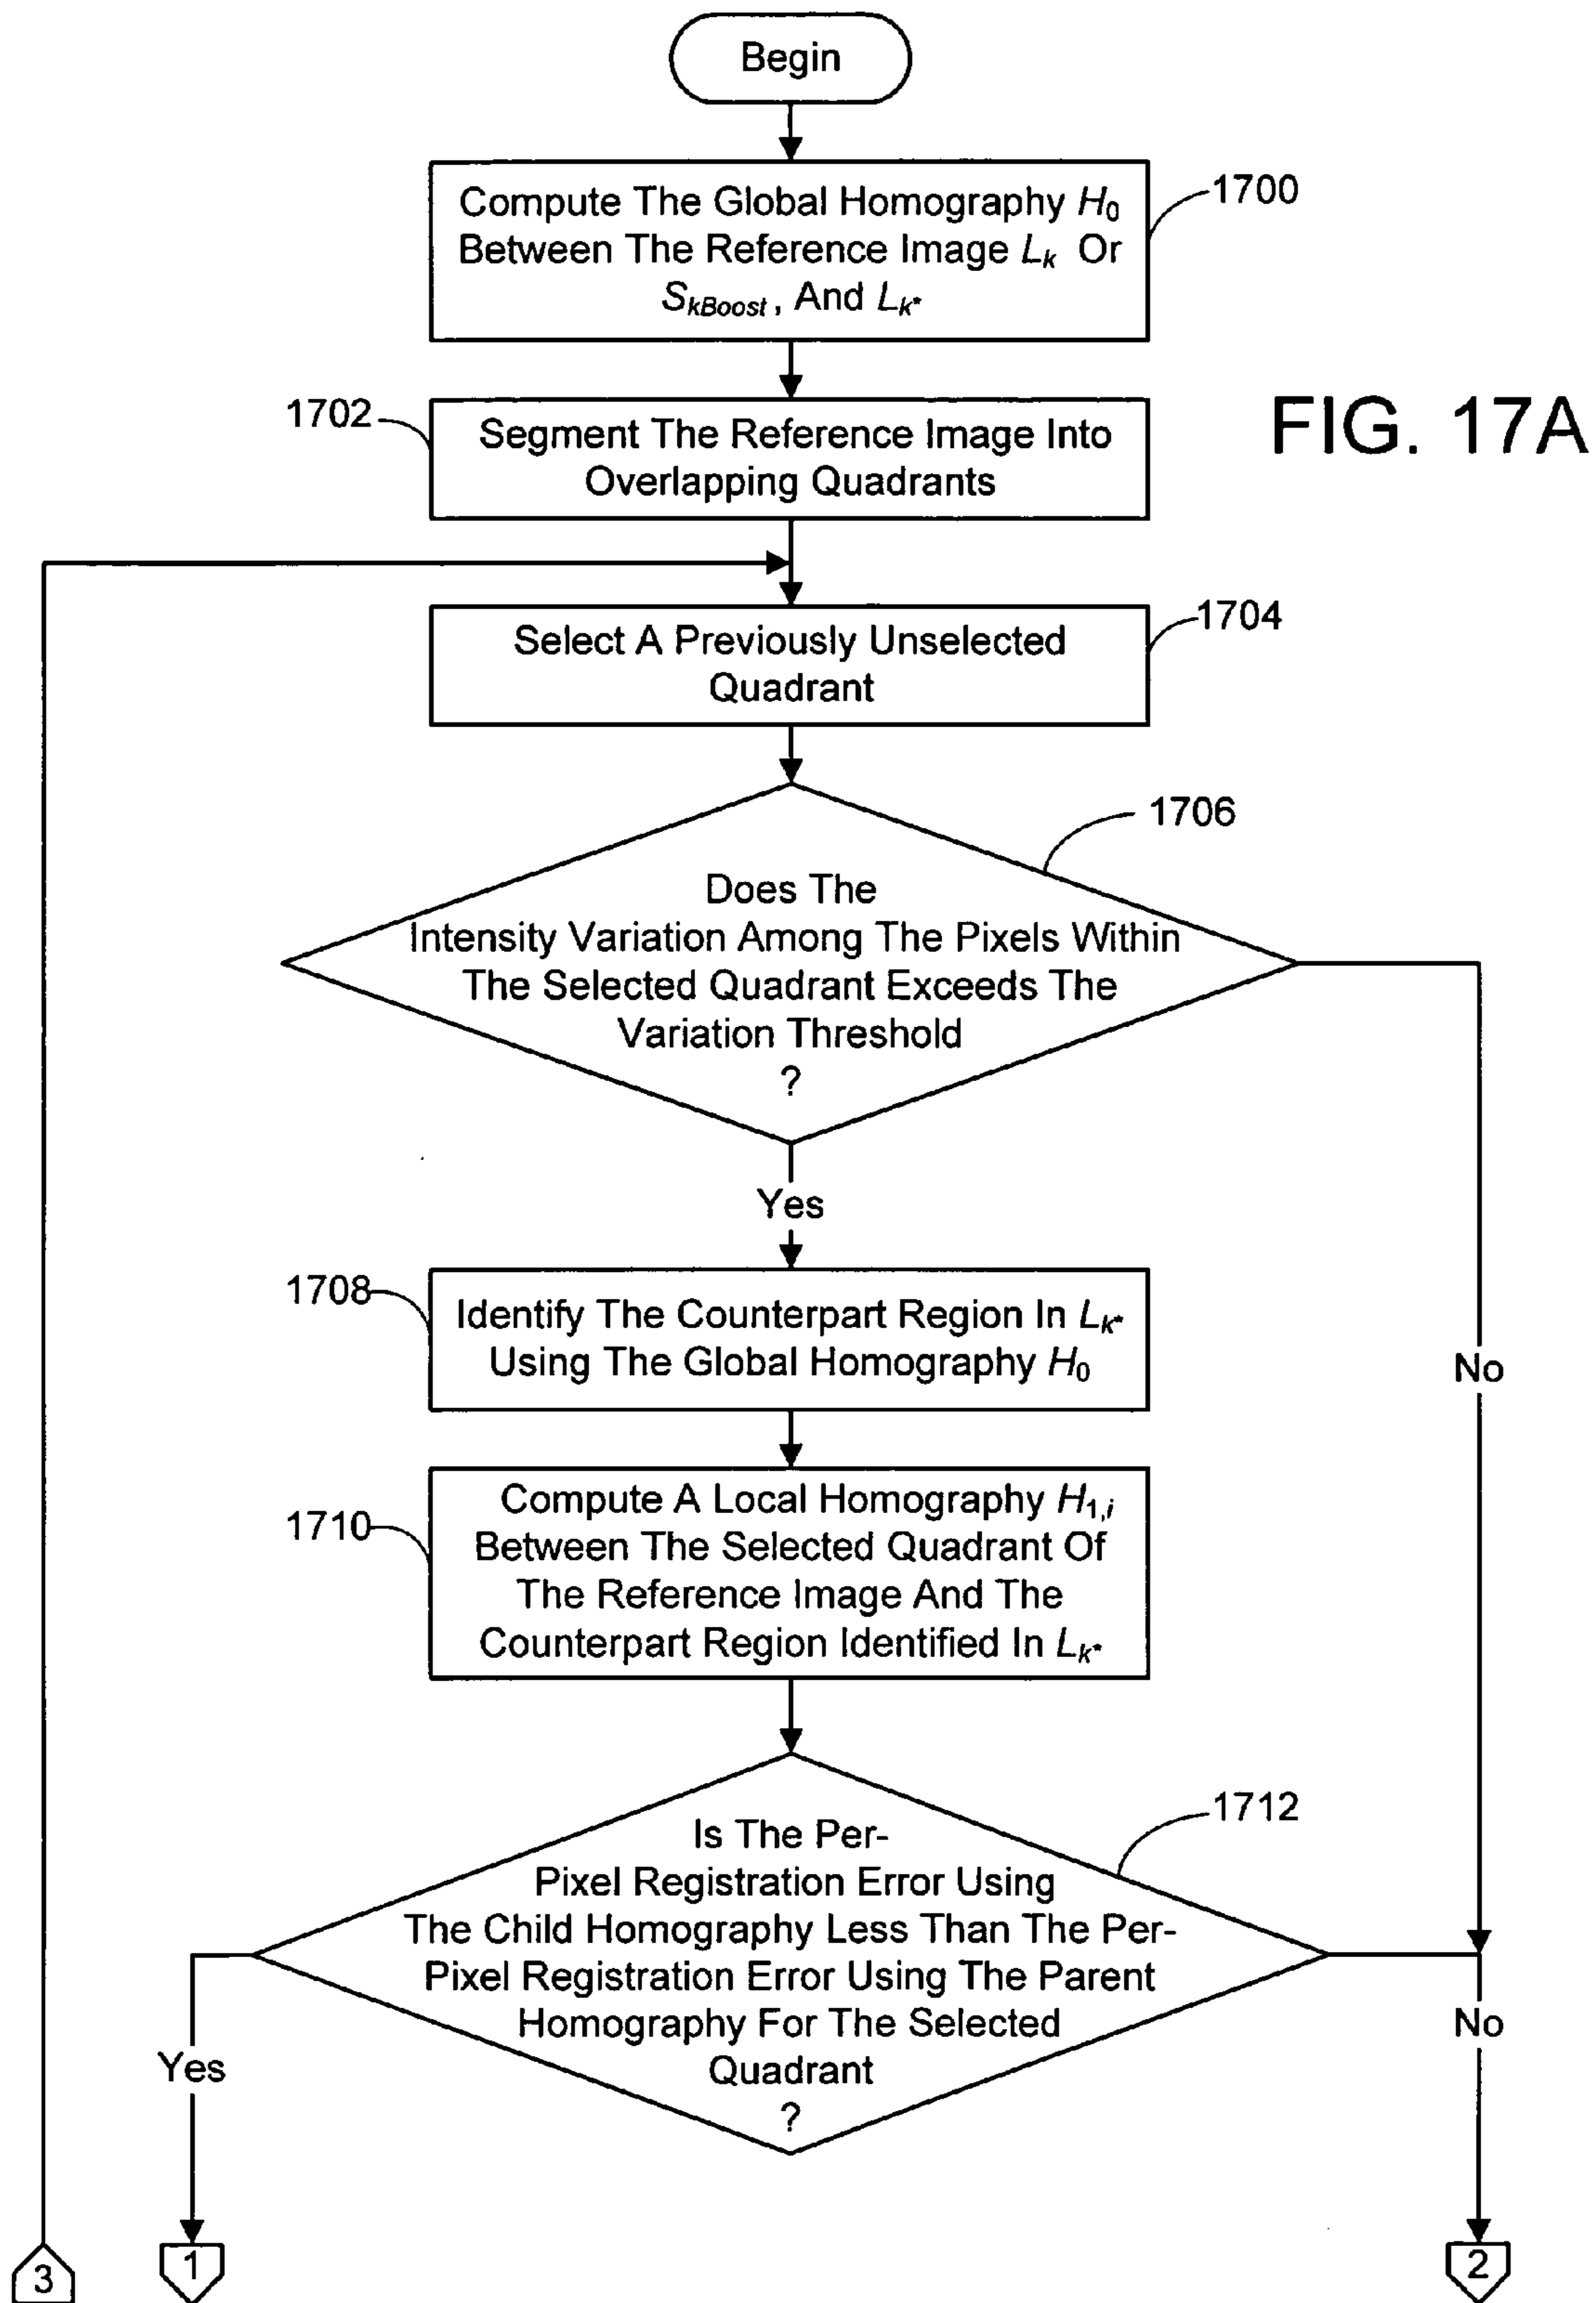 Begin
Compute The Global Homography H₀
Between The Reference Image Lₖ Or
S_kBoost, And L_k*
1700
FIG. 17A
1702
Segment The Reference Image Into
Overlapping Quadrants
Select A Previously Unselected
Quadrant
1704
1706
Does The
Intensity Variation Among The Pixels Within
The Selected Quadrant Exceeds The
Variation Threshold
?
Yes
No
1708
Identify The Counterpart Region In L_k*
Using The Global Homography H₀
1710
Compute A Local Homography H_1,i
Between The Selected Quadrant Of
The Reference Image And The
Counterpart Region Identified In L_k*
1712
Is The Per-
Pixel Registration Error Using
The Child Homography Less Than The Per-
Pixel Registration Error Using The Parent
Homography For The Selected
Quadrant
?
Yes
No
3
1
2